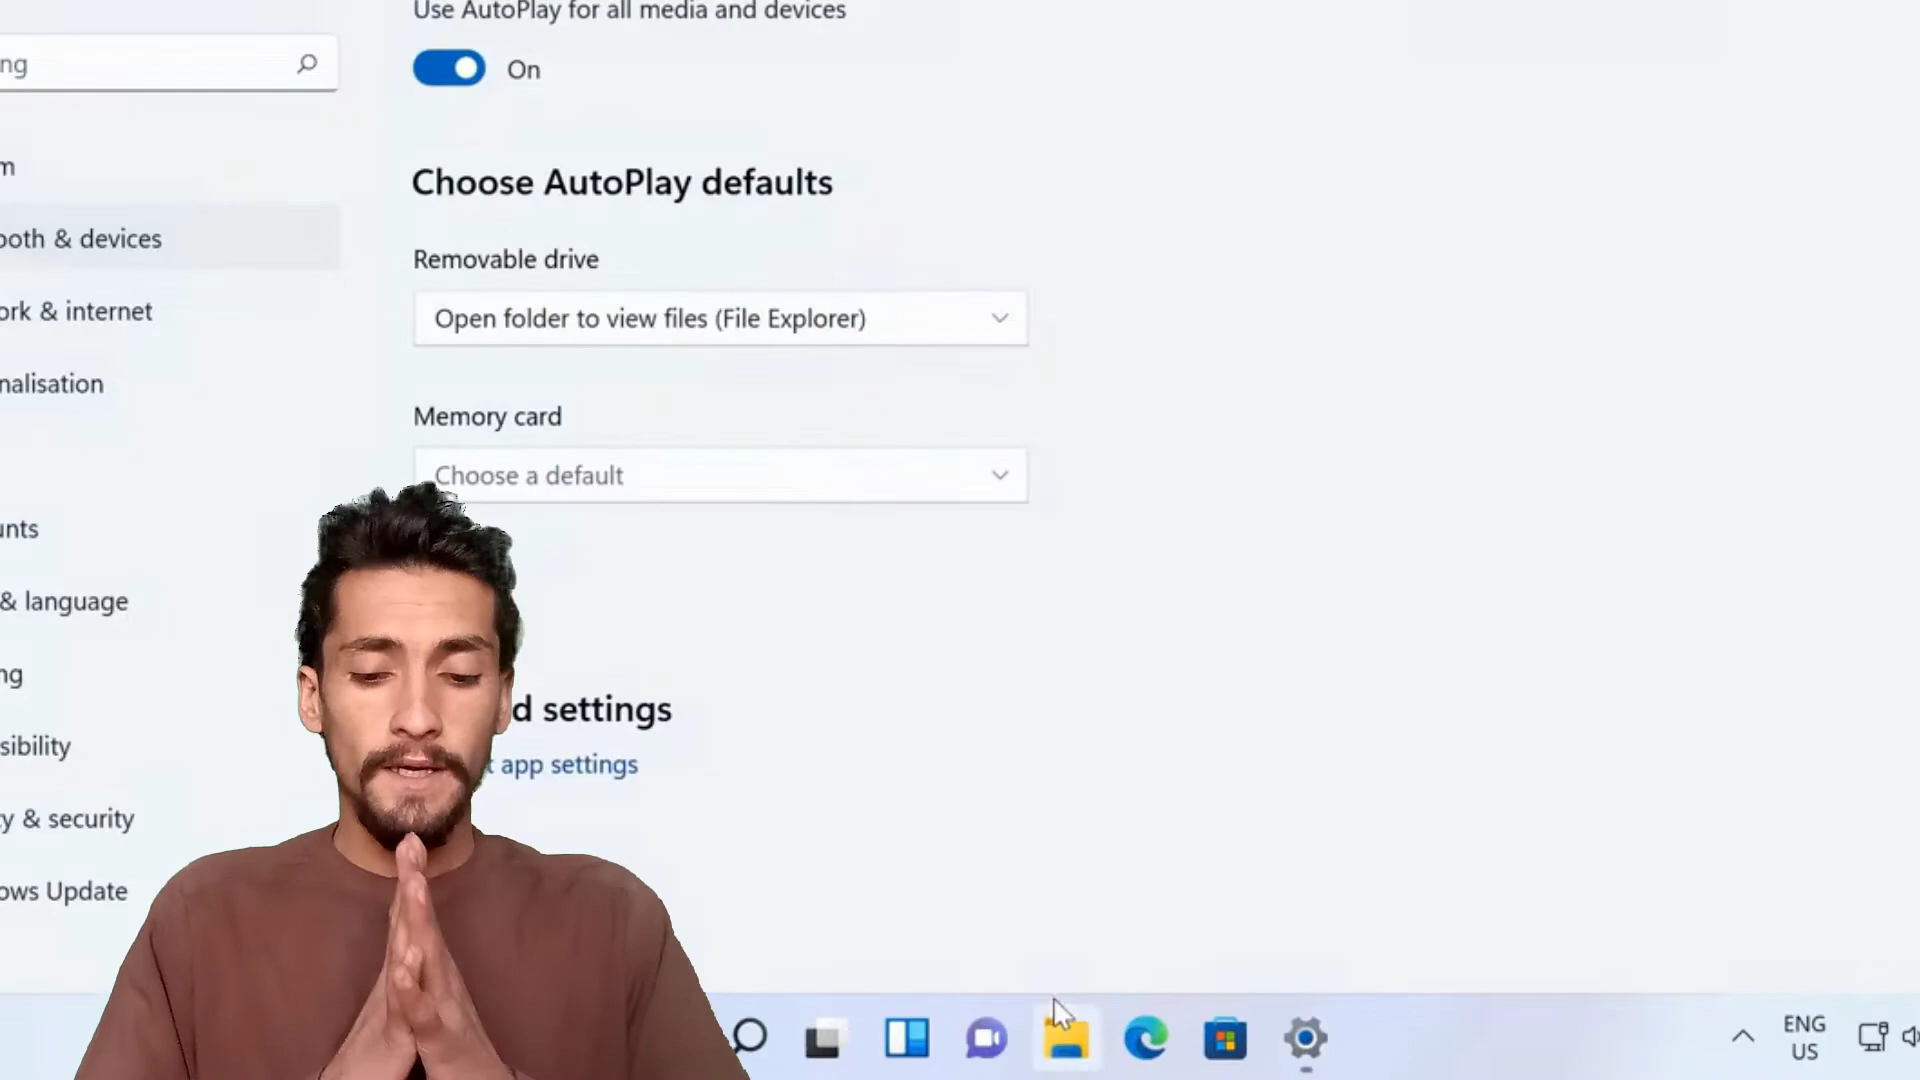 Use AutoPlay for all media and devices
ng
On
m
Choose AutoPlay defaults
ooth & devices
Removable drive
ork & internet
Open folder to view files (File Explorer)
nalisation
Memory card
Choose a default
unts
& language
ng
d settings
sibility
t app settings
y & security
ows Update
ENG
US